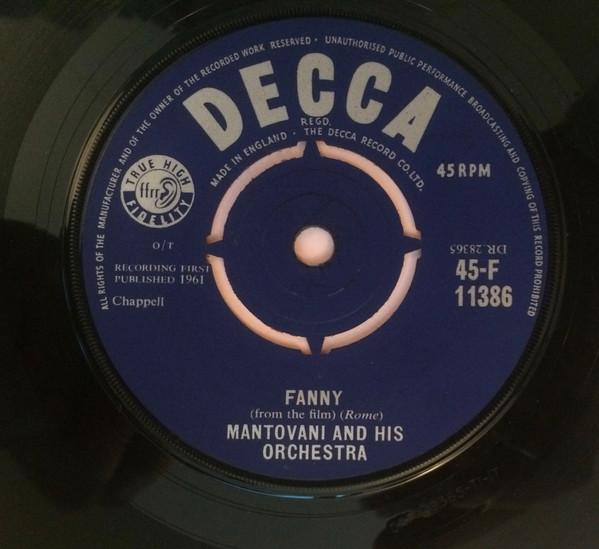 ALL RIGHTS OF THE MANUFACTURER AND OF THE OWNER OF THE RECORDED WORK RESERVED · UNAUTHORISED PUBLIC PERFORMANCE BROADCASTING AND COPYING OF THIS RECORD PROHIBITED
DECCA
REGD.
MADE IN ENGLAND · THE DECCA RECORD CO. LTD.
TRUE HIGH
ffrr
FIDELITY
45 RPM
O/T
DR. 28365
RECORDING FIRST
PUBLISHED 1961
45-F
11386
Chappell
FANNY
(from the film) (Rome)
MANTOVANI AND HIS
ORCHESTRA